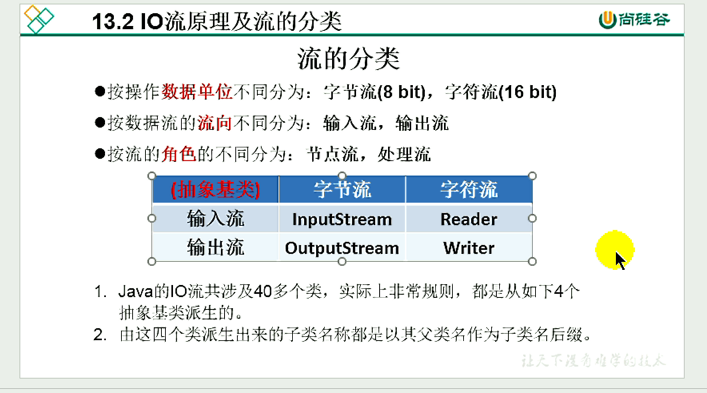 13.2 IO流原理及流的分类
尚硅谷
流的分类
●按操作数据单位不同分为：字节流(8 bit)，字符流(16 bit)
●按数据流的流向不同分为：输入流，输出流
●按流的角色的不同分为：节点流，处理流
(抽象基类) 字节流 字符流
输入流 InputStream Reader
输出流 OutputStream Writer
1. Java的IO流共涉及40多个类，实际上非常规则，都是从如下4个
抽象基类派生的。
2. 由这四个类派生出来的子类名称都是以其父类名作为子类名后缀。
让天下没有难学的技术